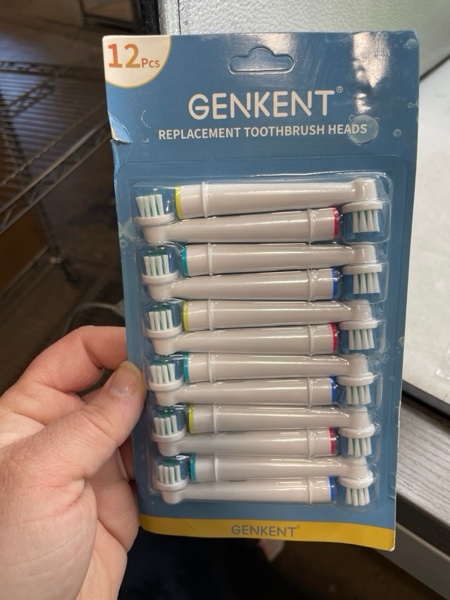 12Pcs
GENKENT®
REPLACEMENT TOOTHBRUSH HEADS
GENKENT®